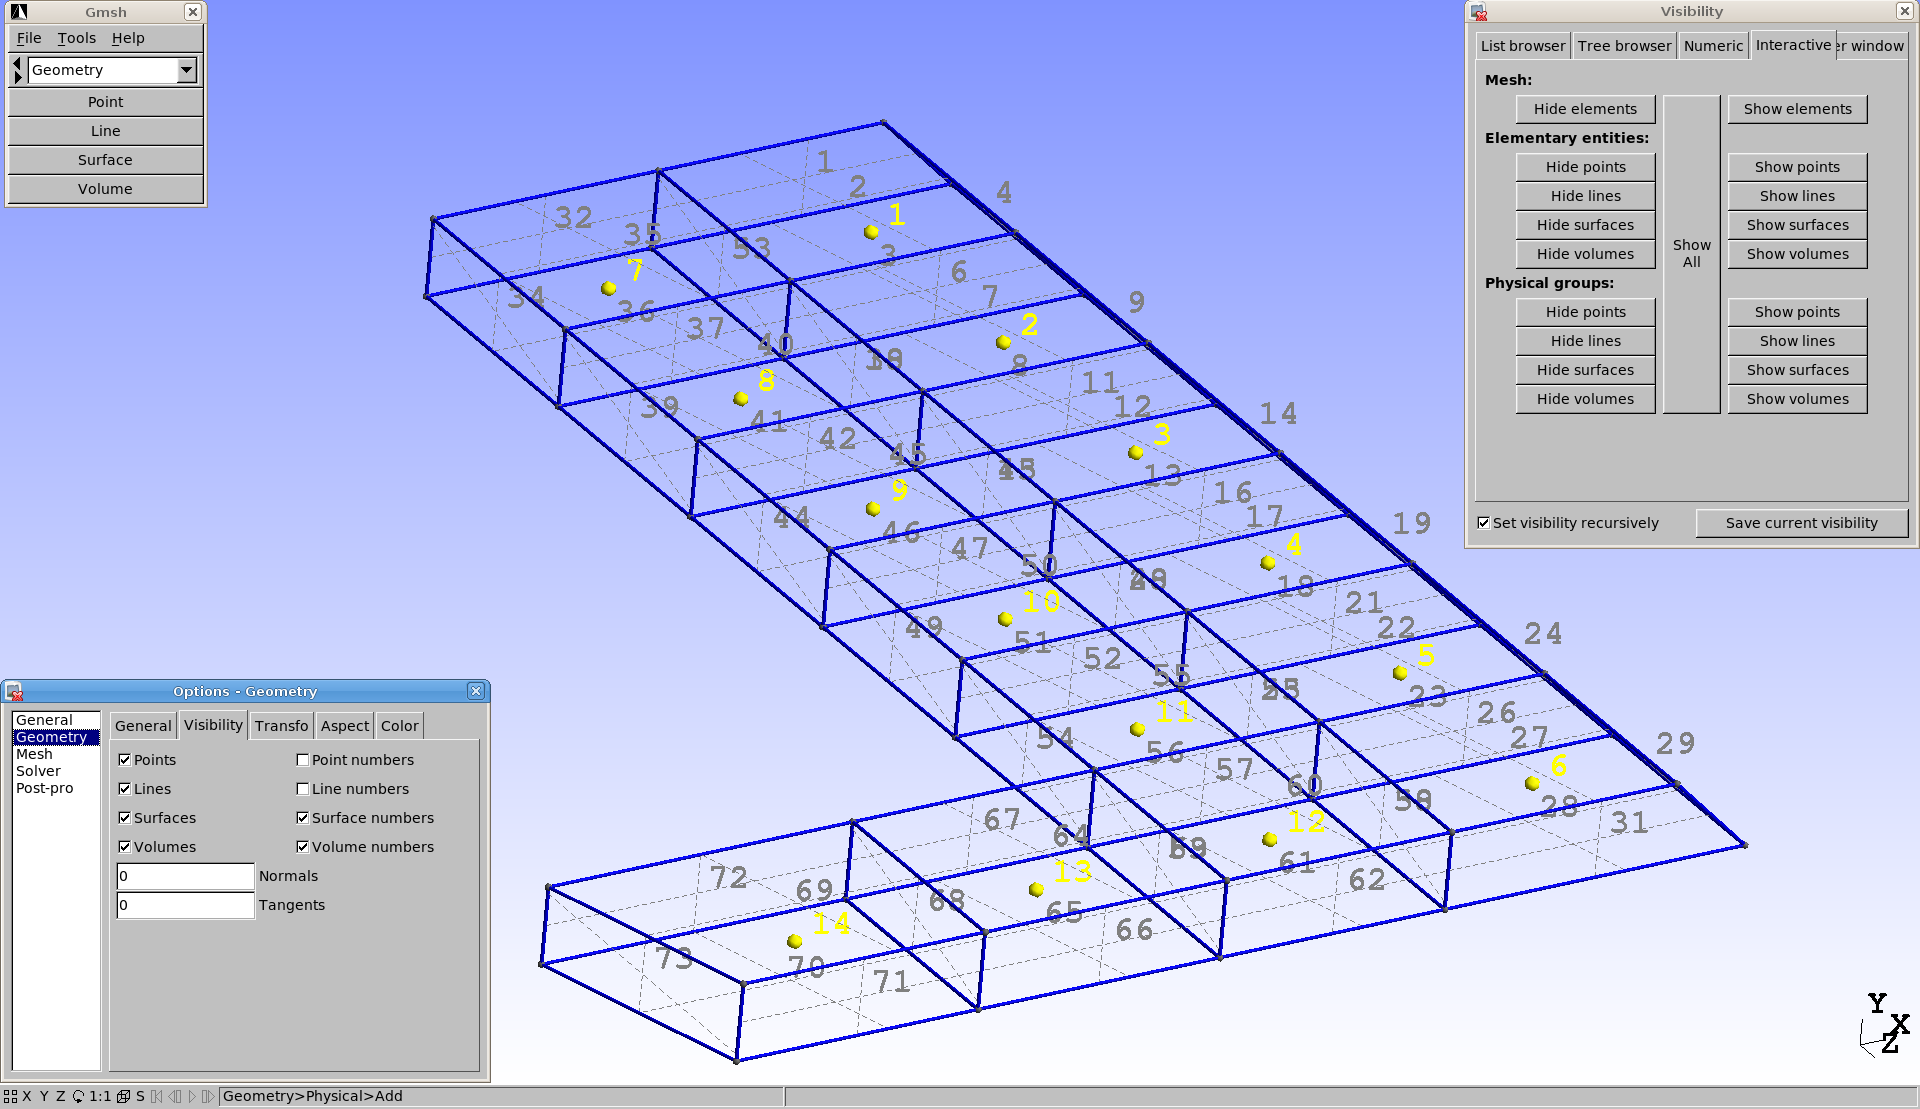 Gmsh
File Tools Help
Geometry
Point
Line
Surface
Volume
Visibility
List browser Tree browser Numeric Interactive er window
Mesh:
Hide elements Show elements
Elementary entities:
Hide points Show points
Hide lines Show lines
Hide surfaces Show surfaces
Hide volumes Show volumes
Show
All
Physical groups:
Hide points Show points
Hide lines Show lines
Hide surfaces Show surfaces
Hide volumes Show volumes
Set visibility recursively Save current visibility
1
2 4
32 1
35 53 3
7 6 9
34 36 7
37 2
40 8
8 11
39 41 12 14
42 3
45 13
9 16
44 46 17 19
47 4
50 18
10 21
49 51 22 24
52 5
55 23
11 26
54 56 27 29
57 6
60 28
67 12 31
64 61
13 62
72 69 68 65
14 66
73 70
71
Options - Geometry
General
Geometry
Mesh
Solver
Post-pro
General Visibility Transfo Aspect Color
Points Point numbers
Lines Line numbers
Surfaces Surface numbers
Volumes Volume numbers
0 Normals
0 Tangents
Y
X
Z
X Y Z 1:1 S Geometry>Physical>Add